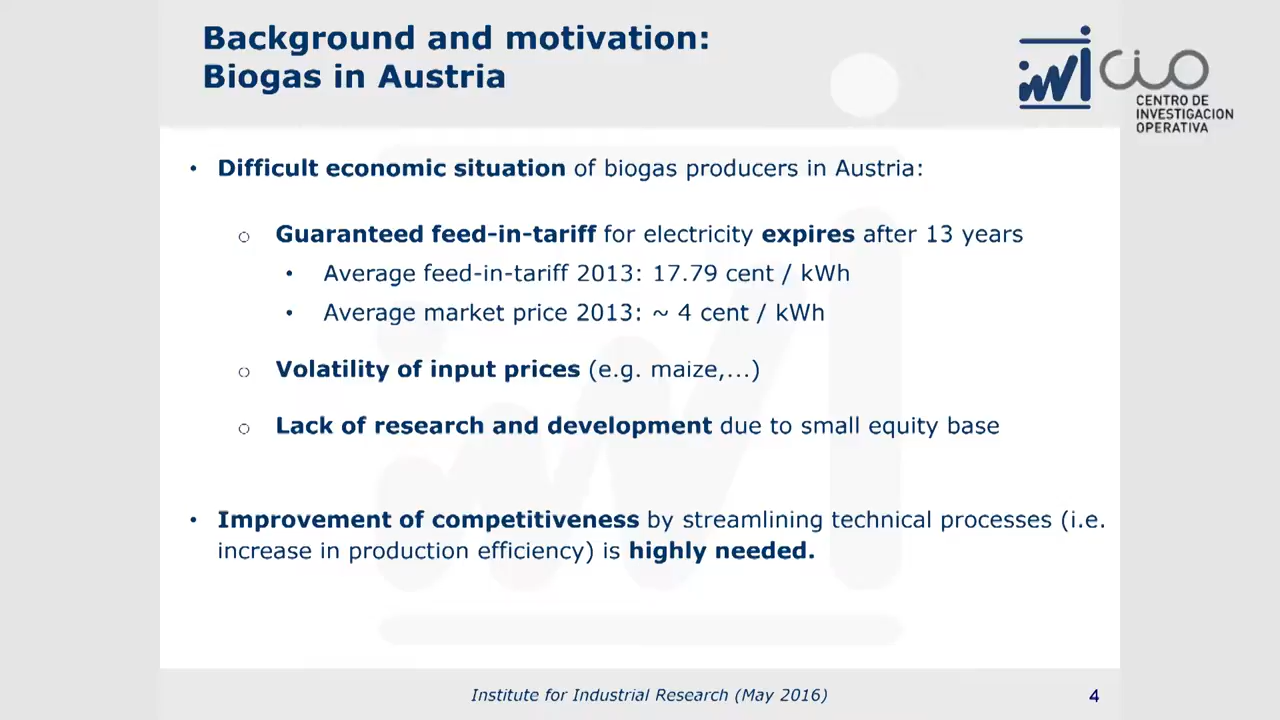 Background and motivation:
Biogas in Austria
iwi
CIO
CENTRO DE
INVESTIGACION
OPERATIVA
• Difficult economic situation of biogas producers in Austria:
o Guaranteed feed-in-tariff for electricity expires after 13 years
• Average feed-in-tariff 2013: 17.79 cent / kWh
• Average market price 2013: ~ 4 cent / kWh
o Volatility of input prices (e.g. maize,...)
o Lack of research and development due to small equity base
• Improvement of competitiveness by streamlining technical processes (i.e.
increase in production efficiency) is highly needed.
Institute for Industrial Research (May 2016)
4